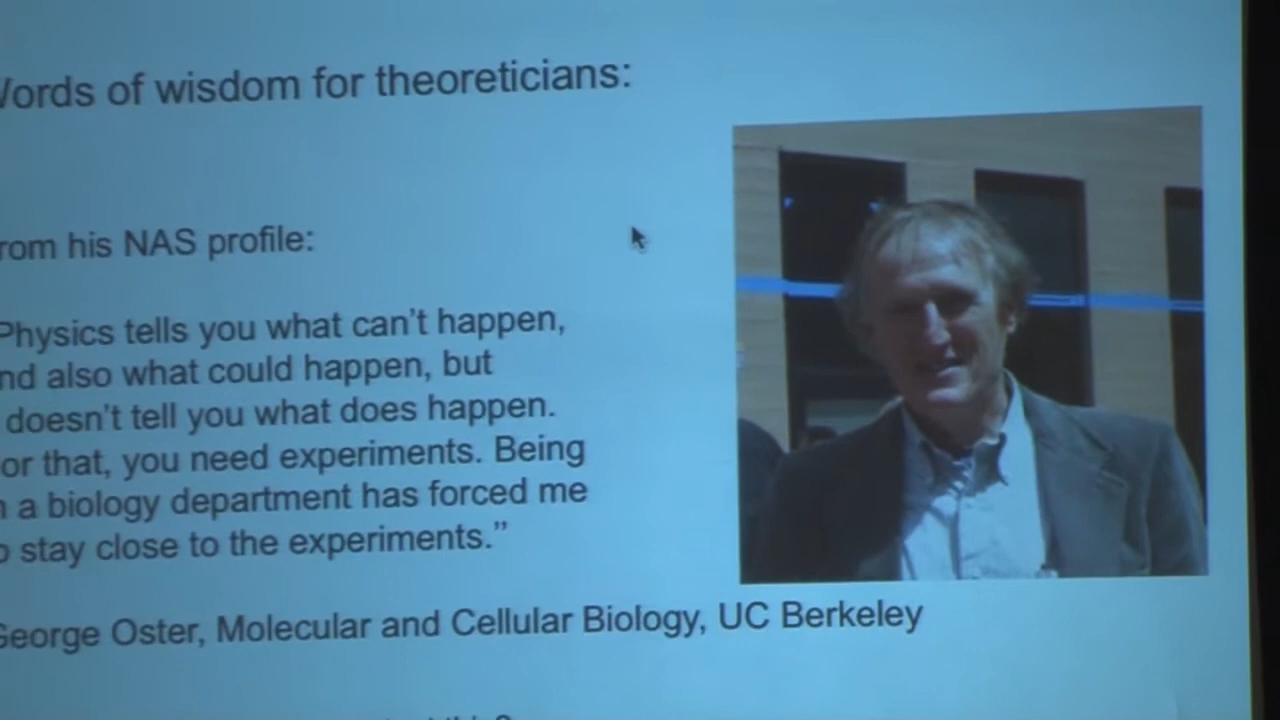 Words of wisdom for theoreticians:
rom his NAS profile:
Physics tells you what can't happen,
nd also what could happen, but
doesn't tell you what does happen.
or that, you need experiments. Being
n a biology department has forced me
o stay close to the experiments.”
George Oster, Molecular and Cellular Biology, UC Berkeley